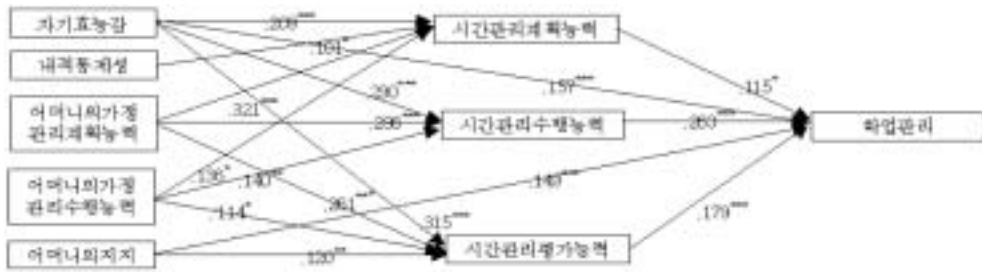 자기효능감
내적통제성
어머니의가정
관리계획능력
어머니의가정
관리수행능력
어머니의지지
시간관리계획능력
시간관리수행능력
시간관리평가능력
학업관리
.161*
.290***
.321***
.157***
.115*
.136*
.140**
.114*
.120**
.315***
.149***
.179***